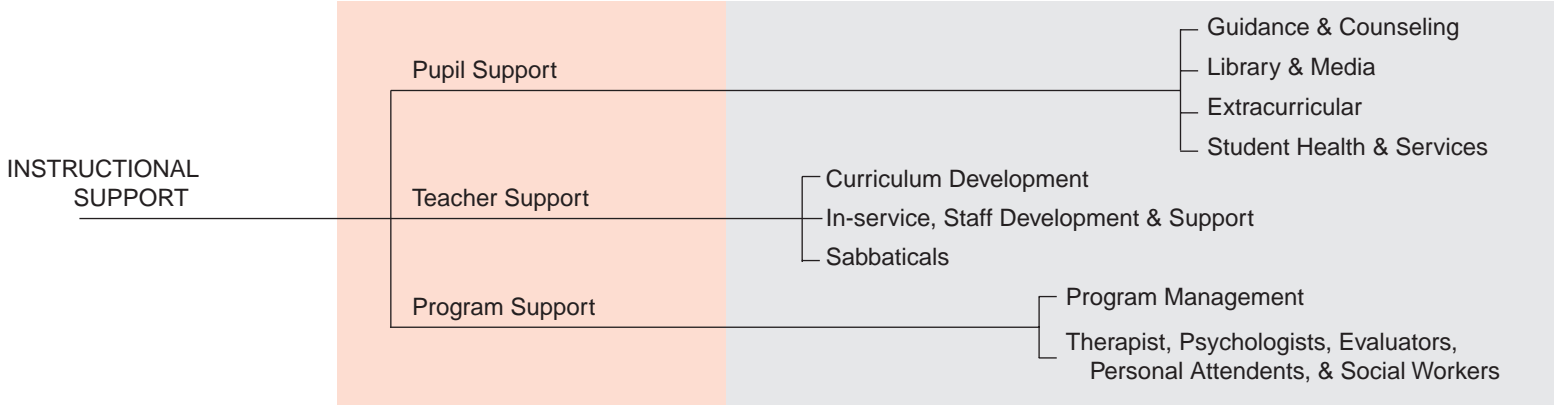 INSTRUCTIONAL
SUPPORT
Pupil Support
Guidance & Counseling
Library & Media
Extracurricular
Student Health & Services
Teacher Support
Curriculum Development
In-service, Staff Development & Support
Sabbaticals
Program Support
Program Management
Therapist, Psychologists, Evaluators,
Personal Attendents, & Social Workers